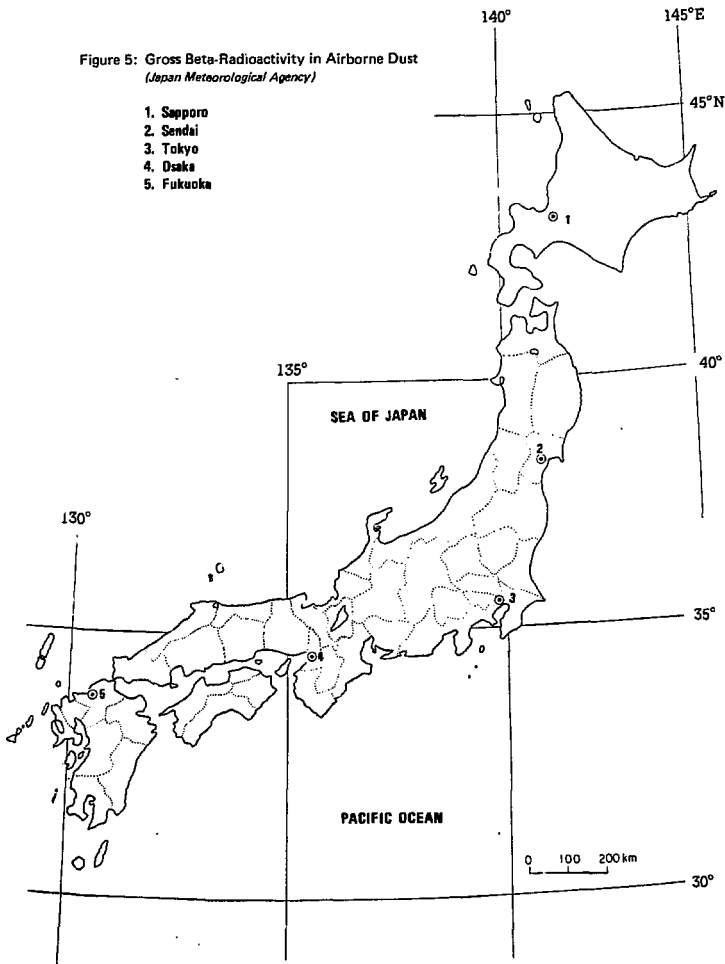 140°
145°E
Figure 5: Gross Beta-Radioactivity in Airborne Dust
(Japan Meteorological Agency)
45°N
1. Sapporo
2. Sendai
3. Tokyo
4. Osaka
5. Fukuoka
1
40°
135°
SEA OF JAPAN
2
130°
3
35°
4
5
PACIFIC OCEAN
0 100 200 km
30°